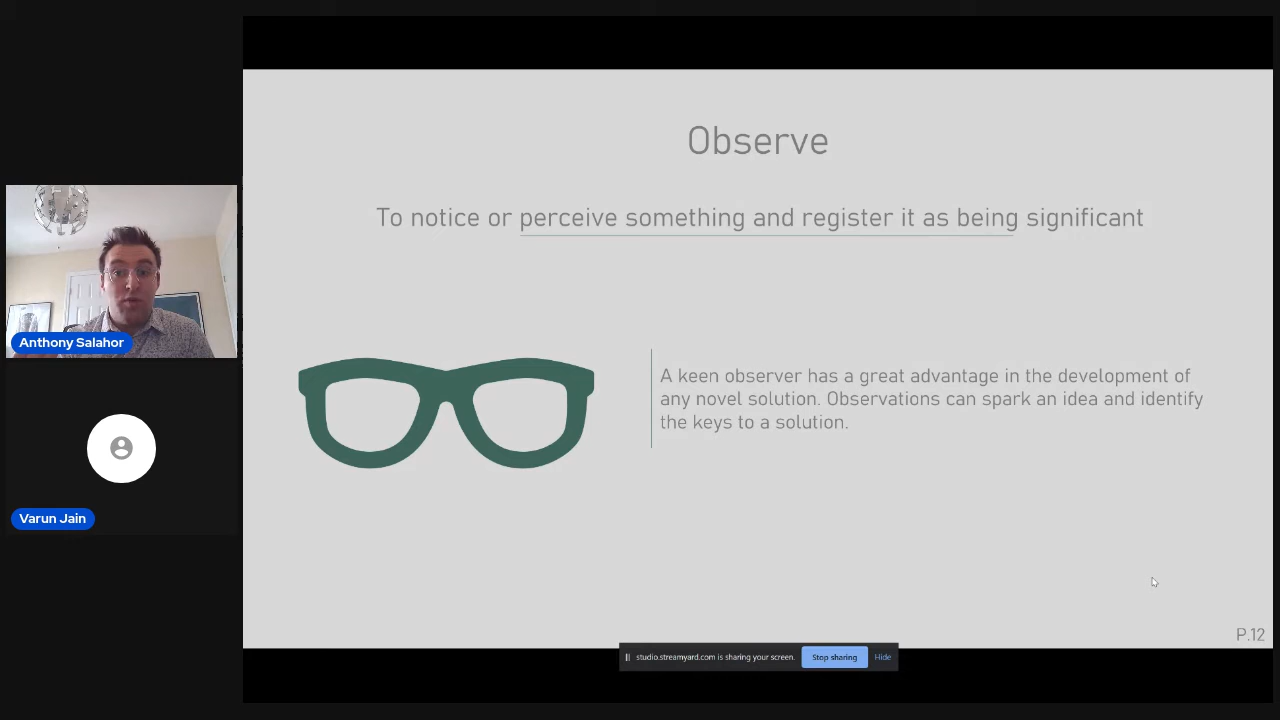 Observe
To notice or perceive something and register it as being significant
A keen observer has a great advantage in the development of
any novel solution. Observations can spark an idea and identify
the keys to a solution.
P.12
Anthony Salahor
Varun Jain
studio.streamyard.com is sharing your screen.
Stop sharing
Hide